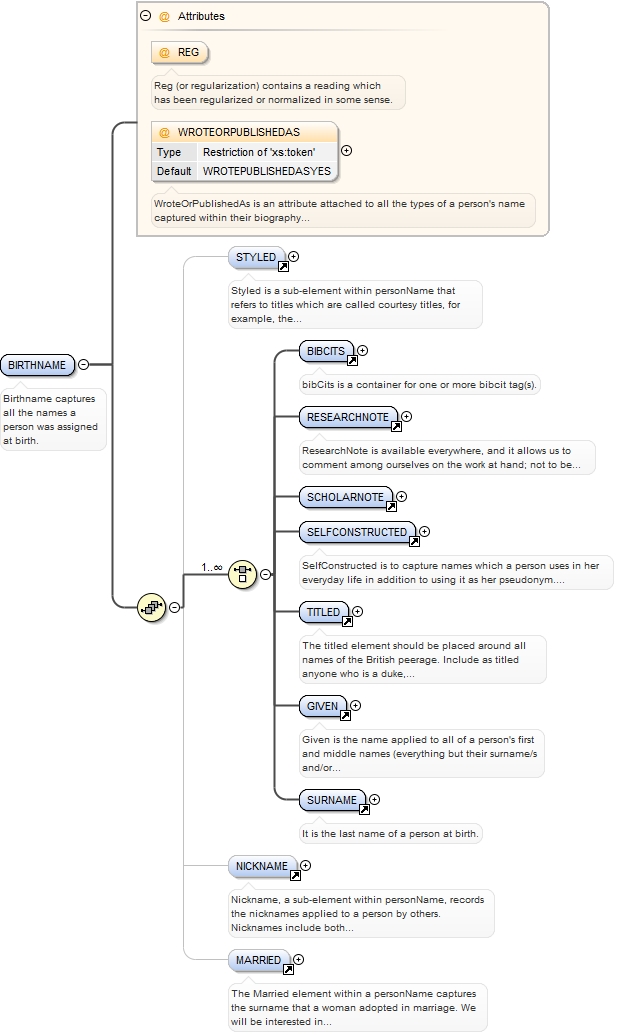 Attributes
@ REG
Reg (or regularization) contains a reading which
has been regularized or normalized in some sense.
@ WROTEORPUBLISHEDAS
Type Restriction of 'xs:token'
Default WROTEPUBLISHEDASYES
WroteOrPublishedAs is an attribute attached to all the types of a person's name
captured within their biography...
STYLED
Styled is a sub-element within personName that
refers to titles which are called courtesy titles, for
example, the...
BIRTHNAME
Birthname captures
all the names a
person was assigned
at birth.
1..∞
BIBCITS
bibCits is a container for one or more bibcit tag(s).
RESEARCHNOTE
ResearchNote is available everywhere, and it allows us to
comment among ourselves on the work at hand; not to be...
SCHOLARNOTE
SELFCONSTRUCTED
SelfConstructed is to capture names which a person uses in her
everyday life in addition to using it as her pseudonym....
TITLED
The titled element should be placed around all
names of the British peerage. Include as titled
anyone who is a duke,...
GIVEN
Given is the name applied to all of a person's first
and middle names (everything but their surname/s
and/or...
SURNAME
It is the last name of a person at birth.
NICKNAME
Nickname, a sub-element within personName, records
the nicknames applied to a person by others.
Nicknames include both...
MARRIED
The Married element within a personName captures
the surname that a woman adopted in marriage. We
will be interested in...